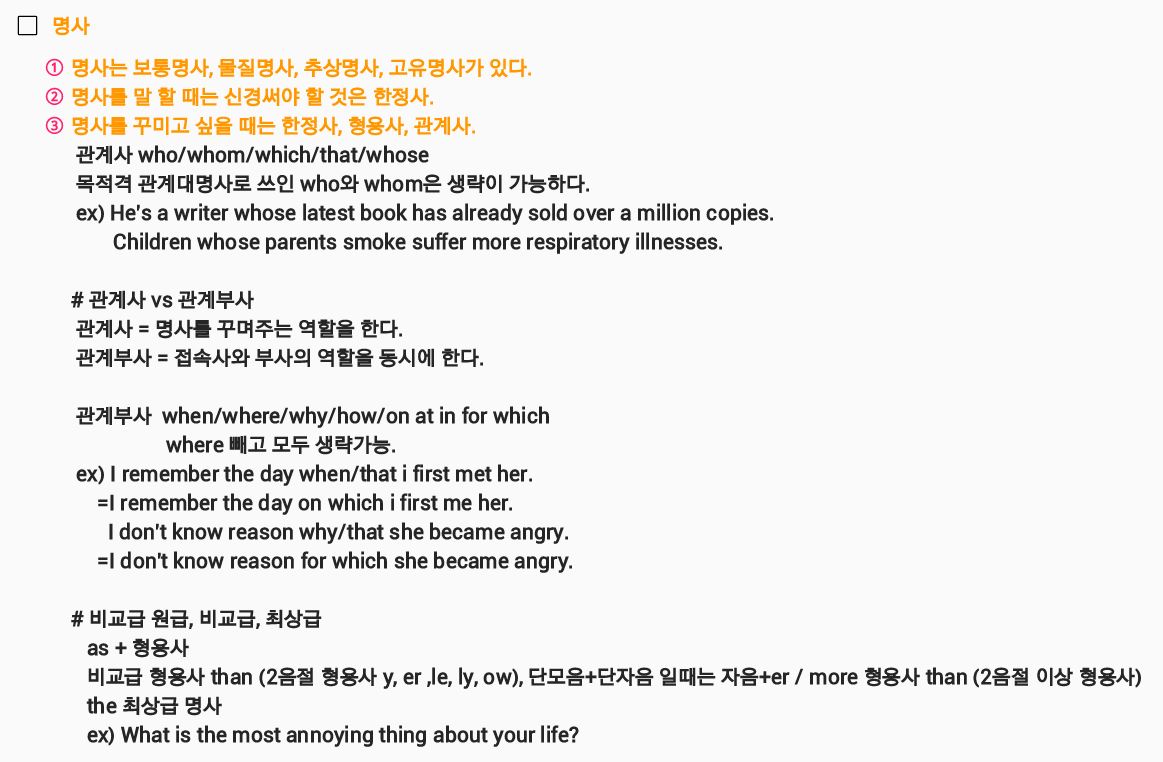 명사
① 명사는 보통명사, 물질명사, 추상명사, 고유명사가 있다.
② 명사를 말 할 때는 신경써야 할 것은 한정사.
③ 명사를 꾸미고 싶을 때는 한정사, 형용사, 관계사.
관계사 who/whom/which/that/whose
목적격 관계대명사로 쓰인 who와 whom은 생략이 가능하다.
ex) He's a writer whose latest book has already sold over a million copies.
Children whose parents smoke suffer more respiratory illnesses.
# 관계사 vs 관계부사
관계사 = 명사를 꾸며주는 역할을 한다.
관계부사 = 접속사와 부사의 역할을 동시에 한다.
관계부사 when/where/why/how/on at in for which
where 빼고 모두 생략가능.
ex) I remember the day when/that i first met her.
=I remember the day on which i first me her.
I don't know reason why/that she became angry.
=I don't know reason for which she became angry.
# 비교급 원급, 비교급, 최상급
as + 형용사
비교급 형용사 than (2음절 형용사 y, er ,le, ly, ow), 단모음+단자음 일때는 자음+er / more 형용사 than (2음절 이상 형용사)
the 최상급 명사
ex) What is the most annoying thing about your life?